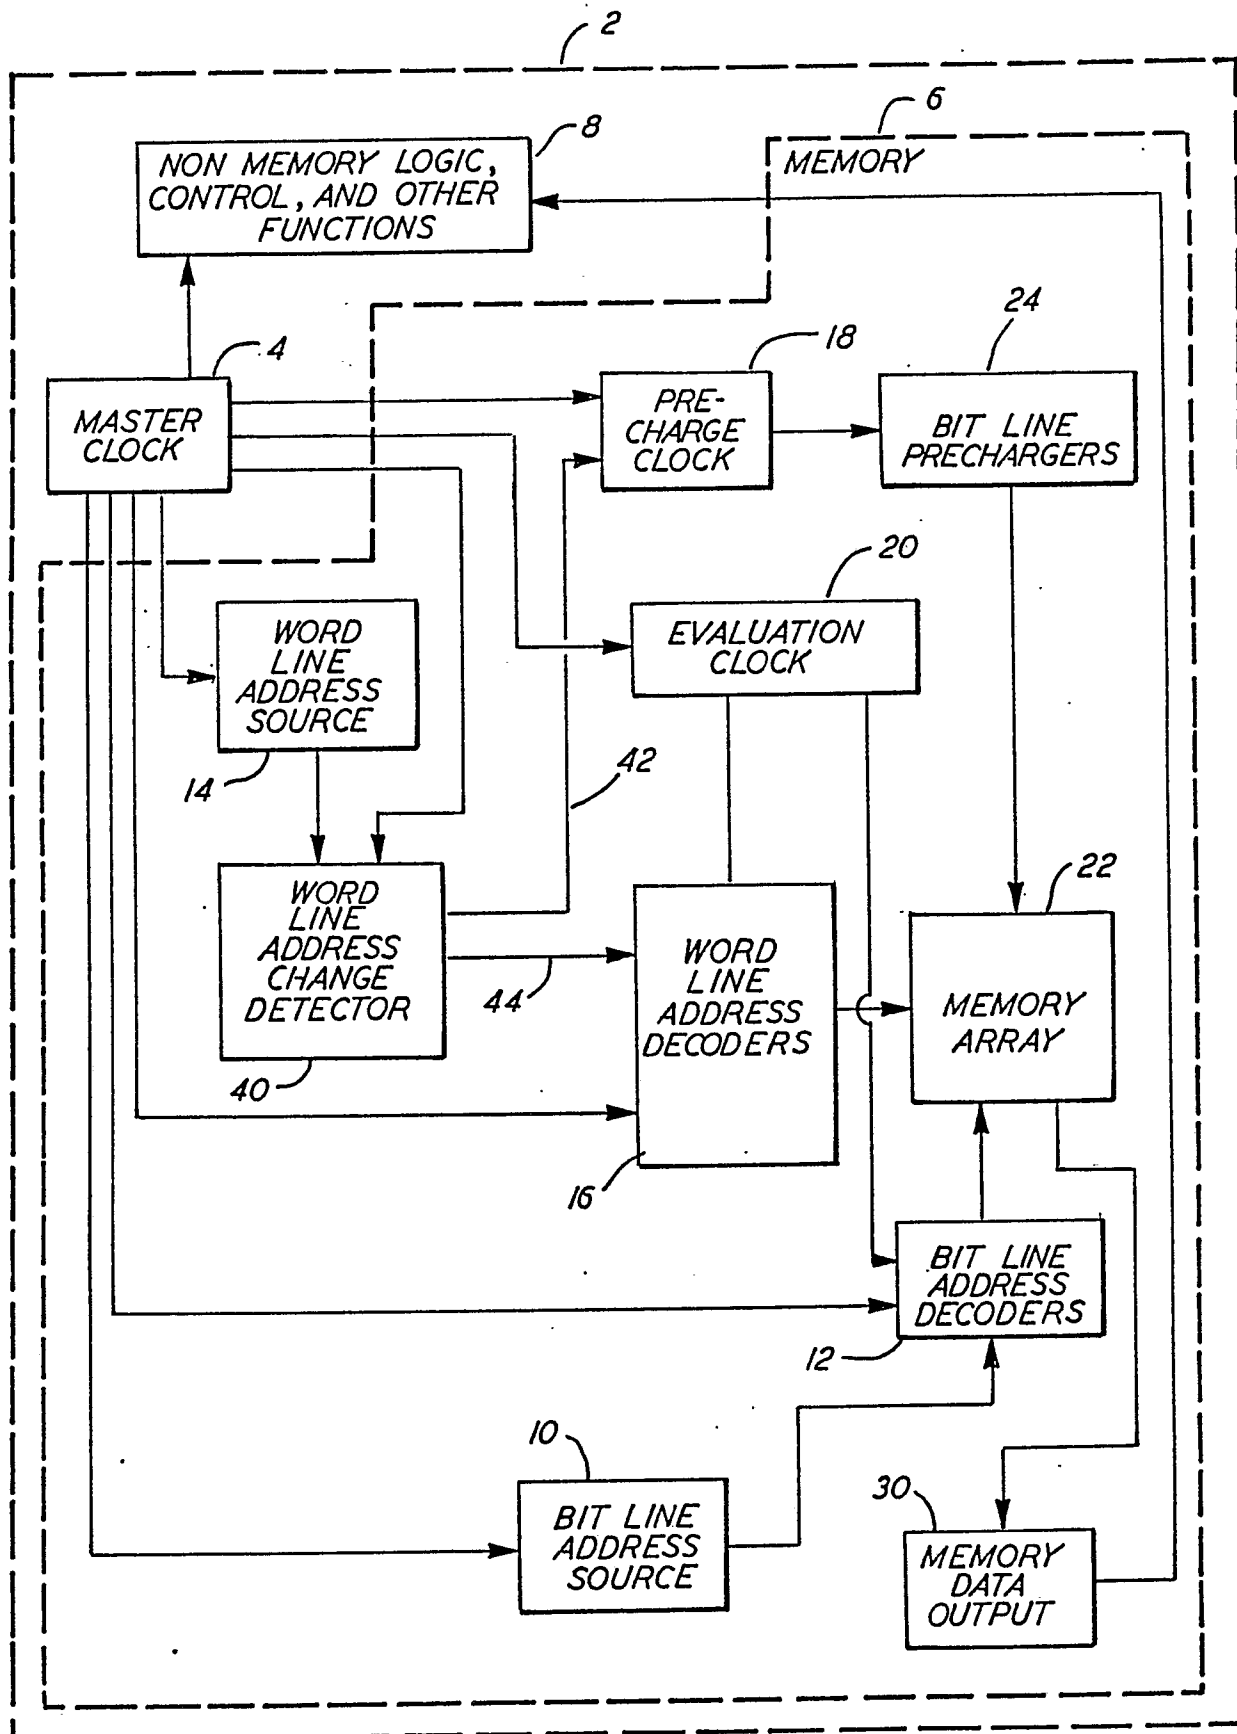 2
6
8
NON MEMORY LOGIC,
CONTROL, AND OTHER
FUNCTIONS
MEMORY
4
MASTER
CLOCK
18
PRE-
CHARGE
CLOCK
24
BIT LINE
PRECHARGERS
20
EVALUATION
CLOCK
WORD
LINE
ADDRESS
SOURCE
14
42
WORD
LINE
ADDRESS
CHANGE
DETECTOR
40
44
WORD
LINE
ADDRESS
DECODERS
16
22
MEMORY
ARRAY
BIT LINE
ADDRESS
DECODERS
12
10
BIT LINE
ADDRESS
SOURCE
30
MEMORY
DATA
OUTPUT